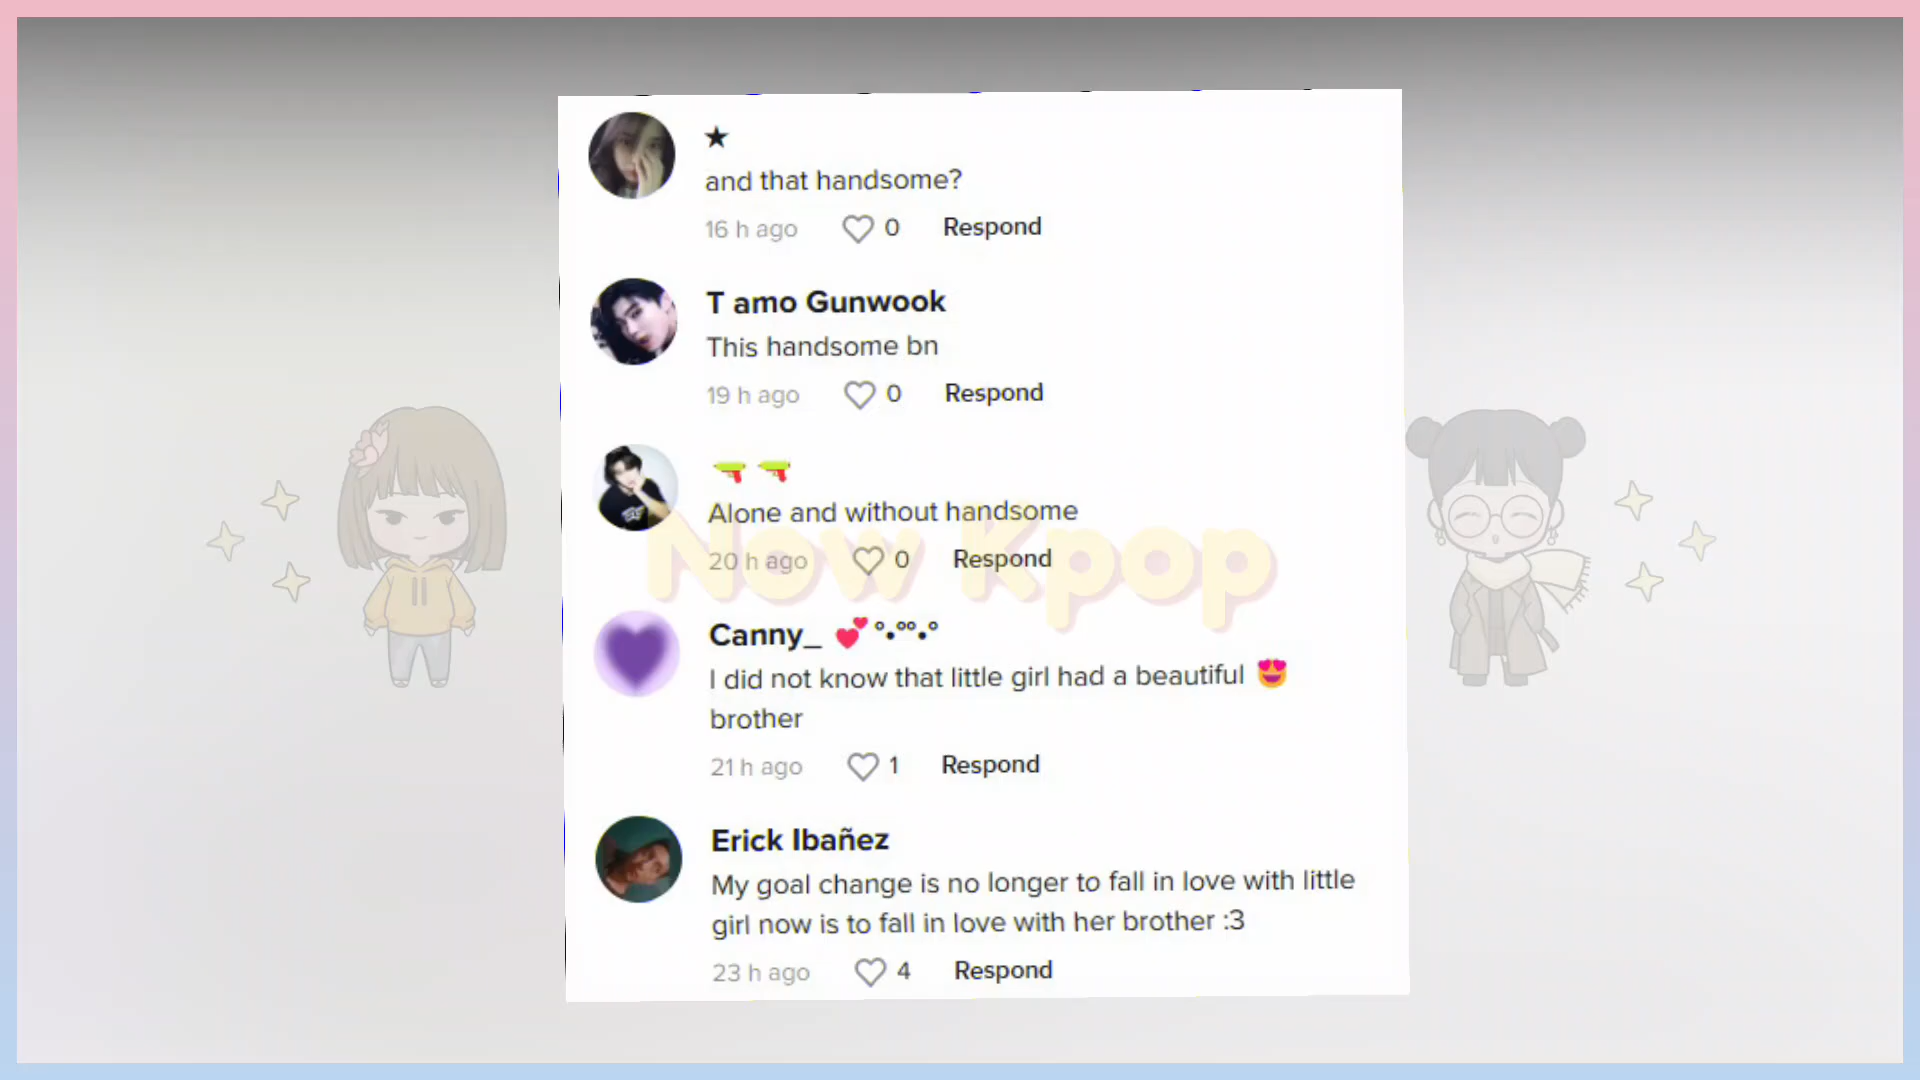 ★
and that handsome?
16 h ago ♡ 0 Respond
T amo Gunwook
This handsome bn
19 h ago ♡ 0 Respond
🔫 🔫
Alone and without handsome
Now Kpop
20 h ago ♡ 0 Respond
Canny_ 💕°•°°•°
I did not know that little girl had a beautiful 😍
brother
21 h ago ♡ 1 Respond
Erick Ibañez
My goal change is no longer to fall in love with little
girl now is to fall in love with her brother :3
23 h ago ♡ 4 Respond